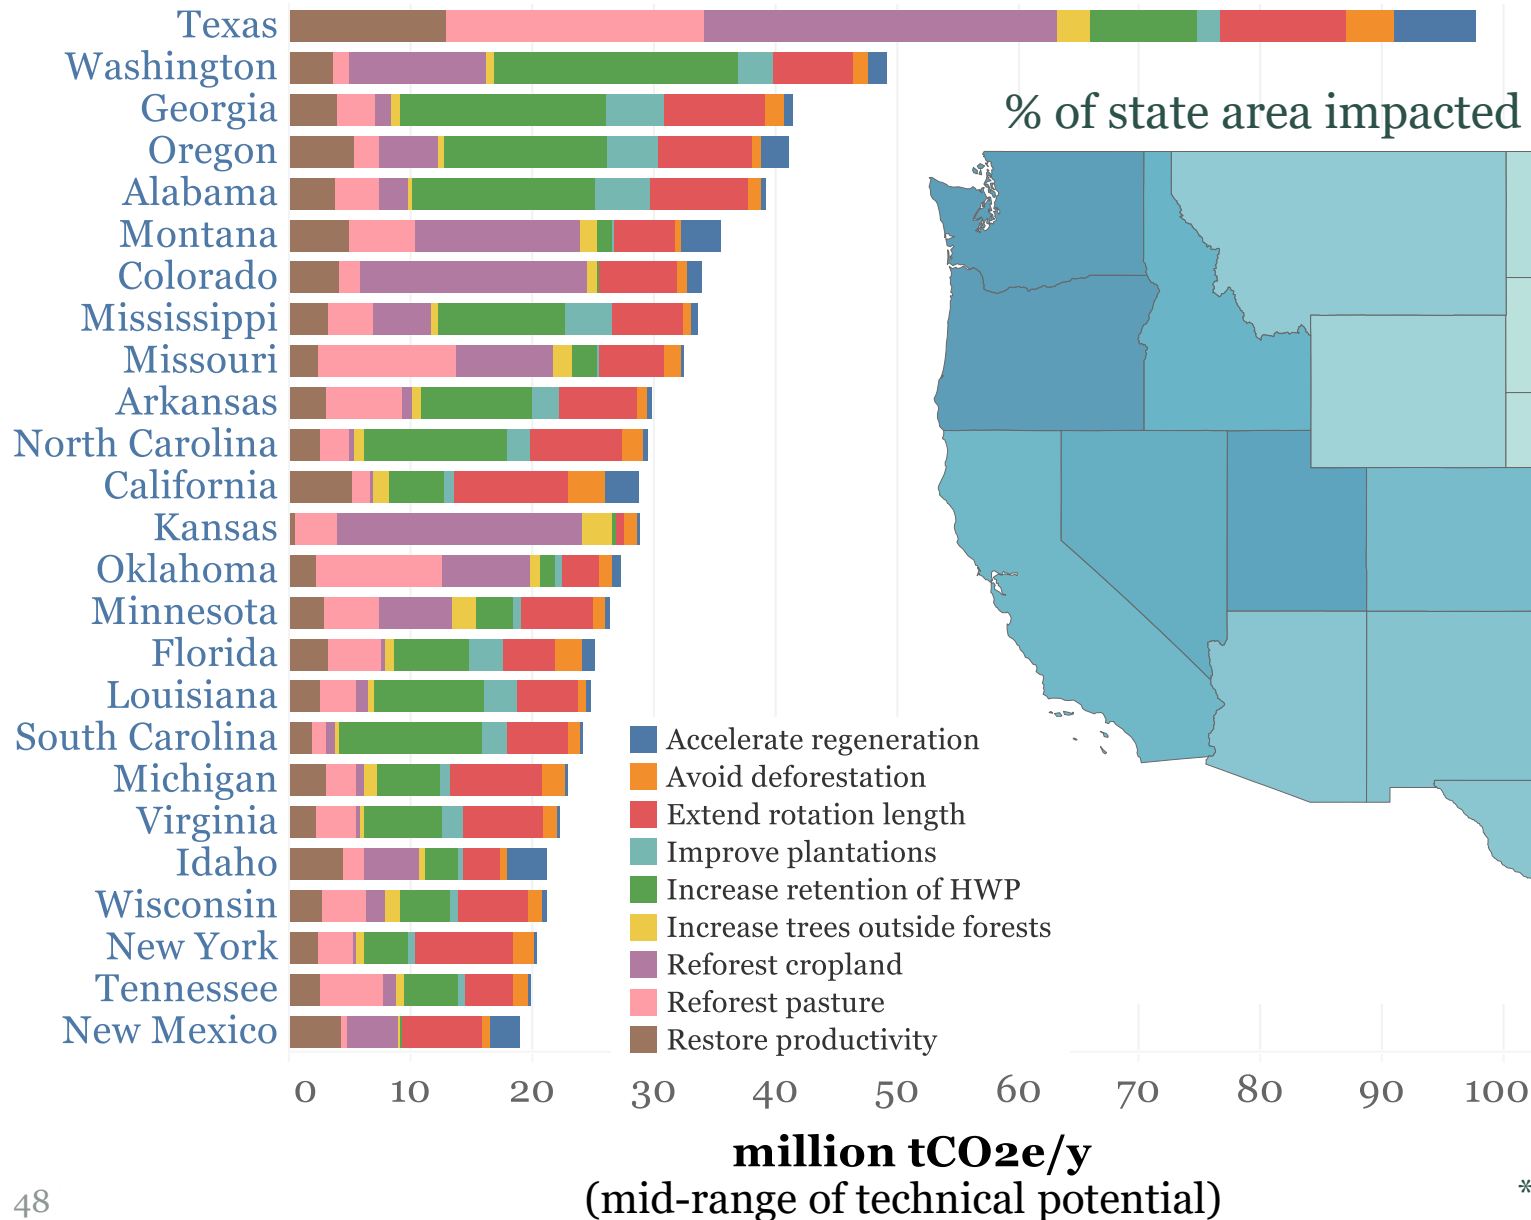 Texas
Washington
Georgia
Oregon
Alabama
Montana
Colorado
Mississippi
Missouri
Arkansas
North Carolina
California
Kansas
Oklahoma
Minnesota
Florida
Louisiana
South Carolina
Michigan
Virginia
Idaho
Wisconsin
New York
Tennessee
New Mexico
% of state area impacted
Accelerate regeneration
Avoid deforestation
Extend rotation length
Improve plantations
Increase retention of HWP
Increase trees outside forests
Reforest cropland
Reforest pasture
Restore productivity
0 10 20 30 40 50 60 70 80 90 100
million tCO2e/y
(mid-range of technical potential)
48
*